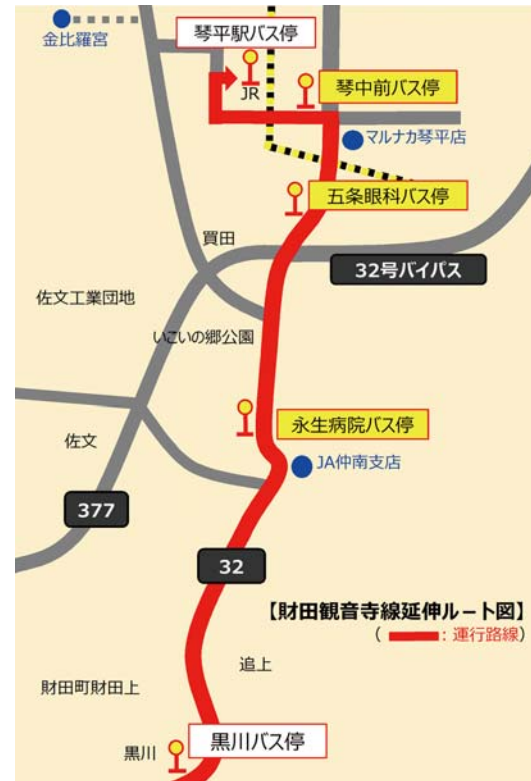 金比羅宮
琴平駅バス停
JR
琴中前バス停
マルナカ琴平店
五条眼科バス停
買田
32号バイパス
佐文工業団地
いこいの郷公園
永生病院バス停
佐文
JA仲南支店
377
32
【財田観音寺線延伸ルート図】
( : 運行路線)
追上
財田町財田上
黒川バス停
黒川